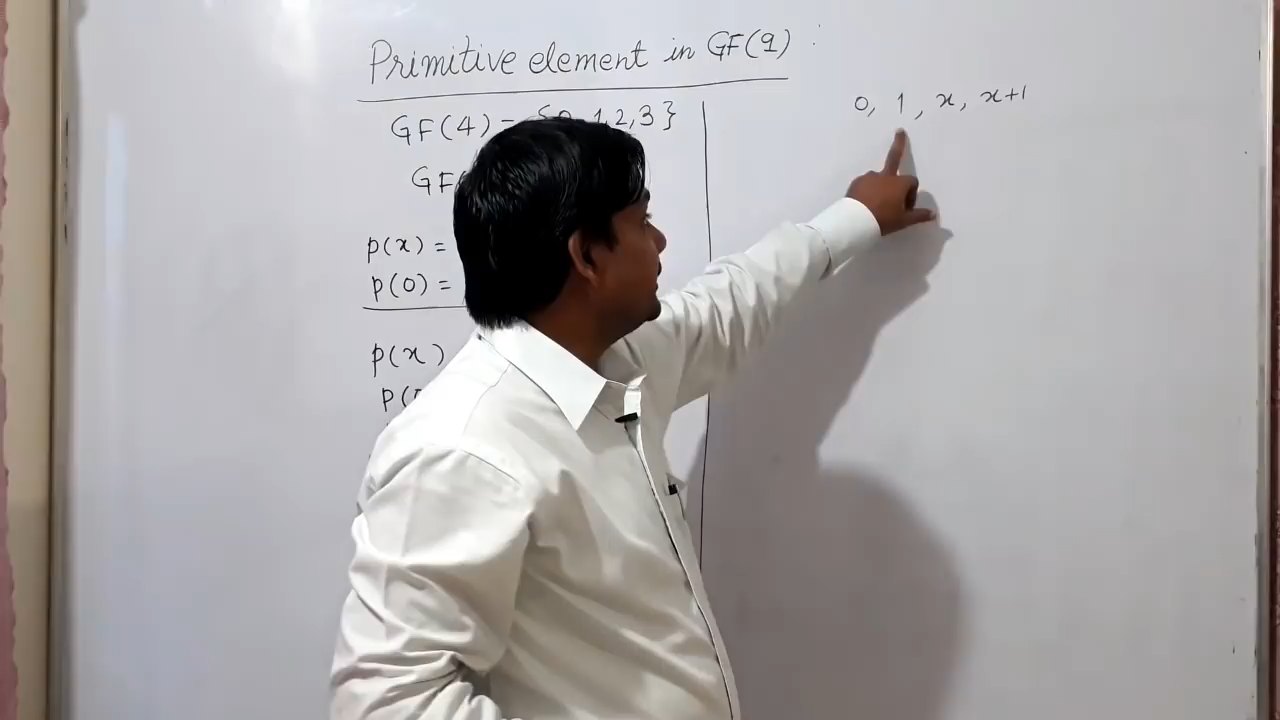 Primitive element in GF(q) :
GF(4) = {0, 1, 2, 3 }
GF
p(x) =
p(0) =
p(x)
p(
0, 1, x, x+1